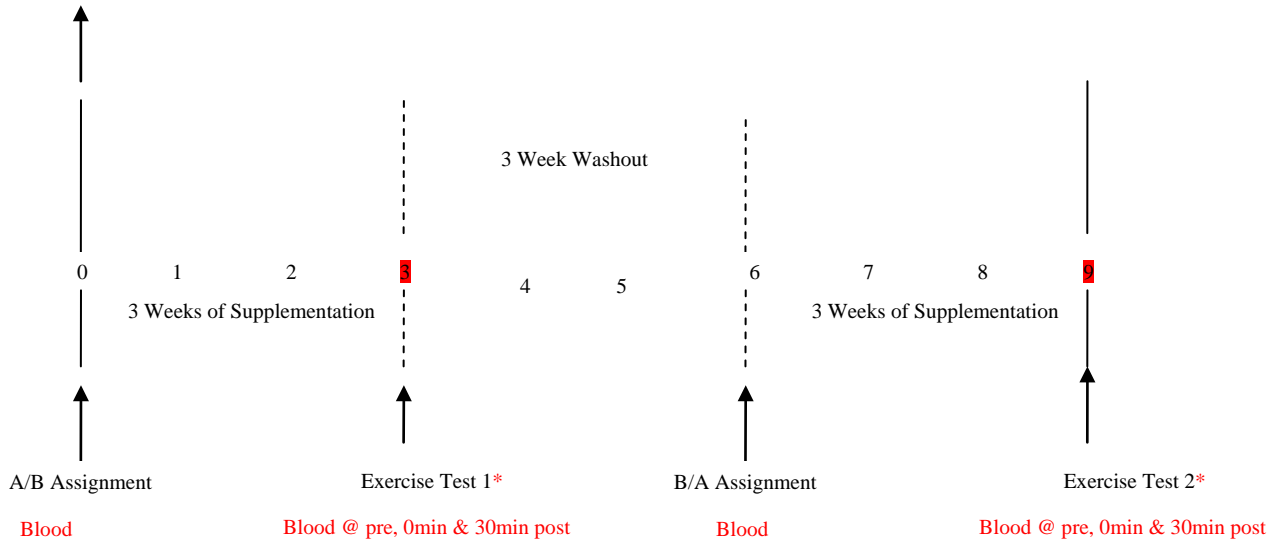 3 Week Washout
0 1 2 3 4 5 6 7 8 9
3 Weeks of Supplementation 3 Weeks of Supplementation
A/B Assignment Exercise Test 1* B/A Assignment Exercise Test 2*
Blood Blood @ pre, 0min & 30min post Blood Blood @ pre, 0min & 30min post